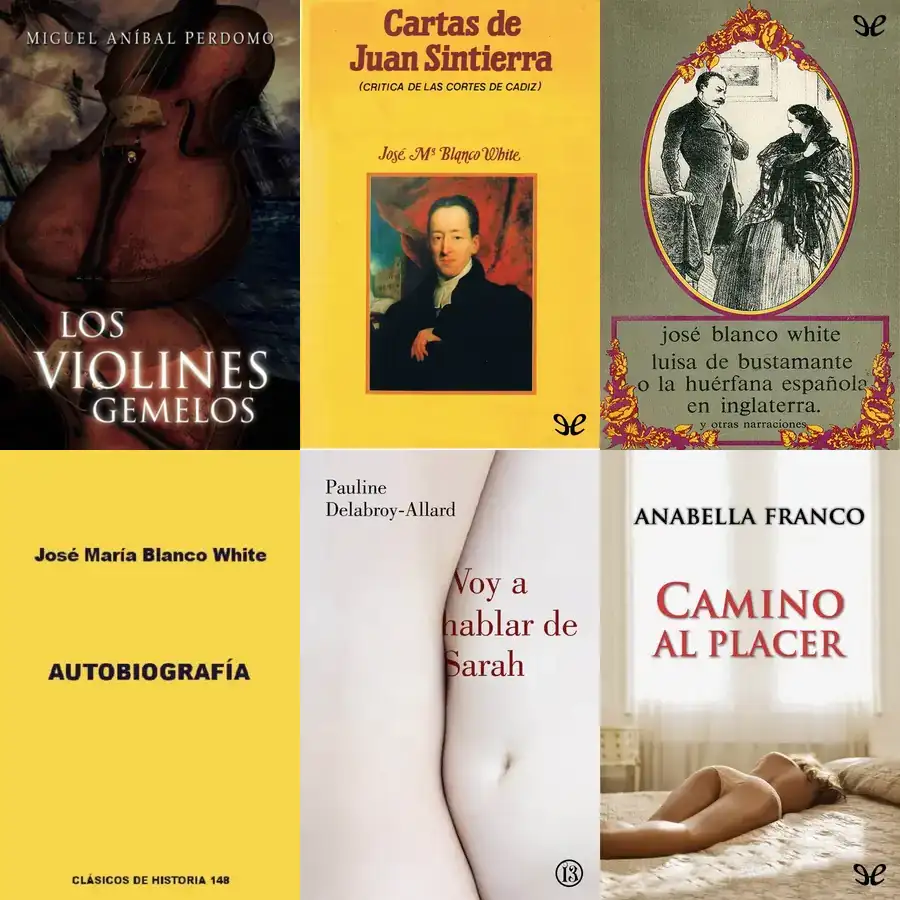 MIGUEL ANÍBAL PERDOMO
LOS
VIOLINES
GEMELOS
Cartas de
Juan Sintierra
(CRITICA DE LAS CORTES DE CADIZ)
José Mª Blanco White
josé blanco white
luisa de bustamante
o la huérfana española
en inglaterra.
y otras narraciones
José María Blanco White
AUTOBIOGRAFÍA
CLÁSICOS DE HISTORIA 148
Pauline
Delabroy-Allard
Voy a
hablar de
Sarah
13
ANABELLA FRANCO
CAMINO
AL PLACER